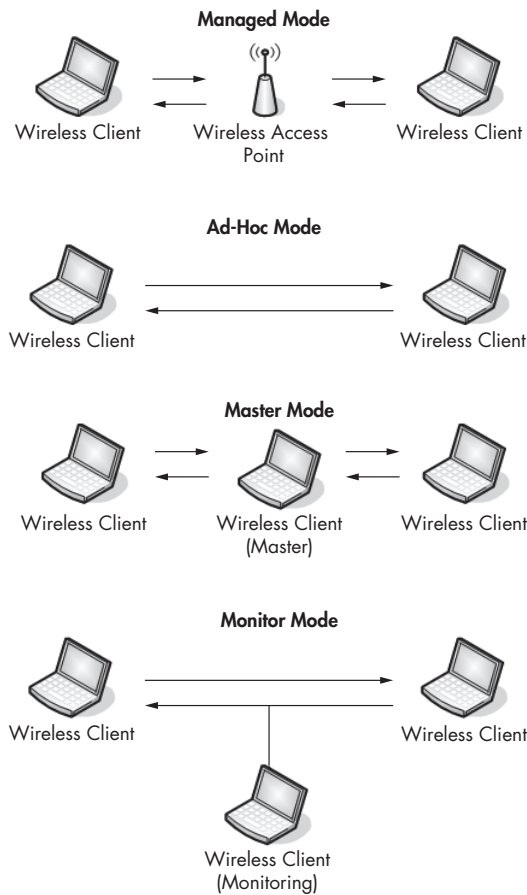 Managed Mode
Wireless Client
Wireless Access
Point
Wireless Client
Ad-Hoc Mode
Wireless Client
Wireless Client
Master Mode
Wireless Client
Wireless Client
(Master)
Wireless Client
Monitor Mode
Wireless Client
Wireless Client
Wireless Client
(Monitoring)